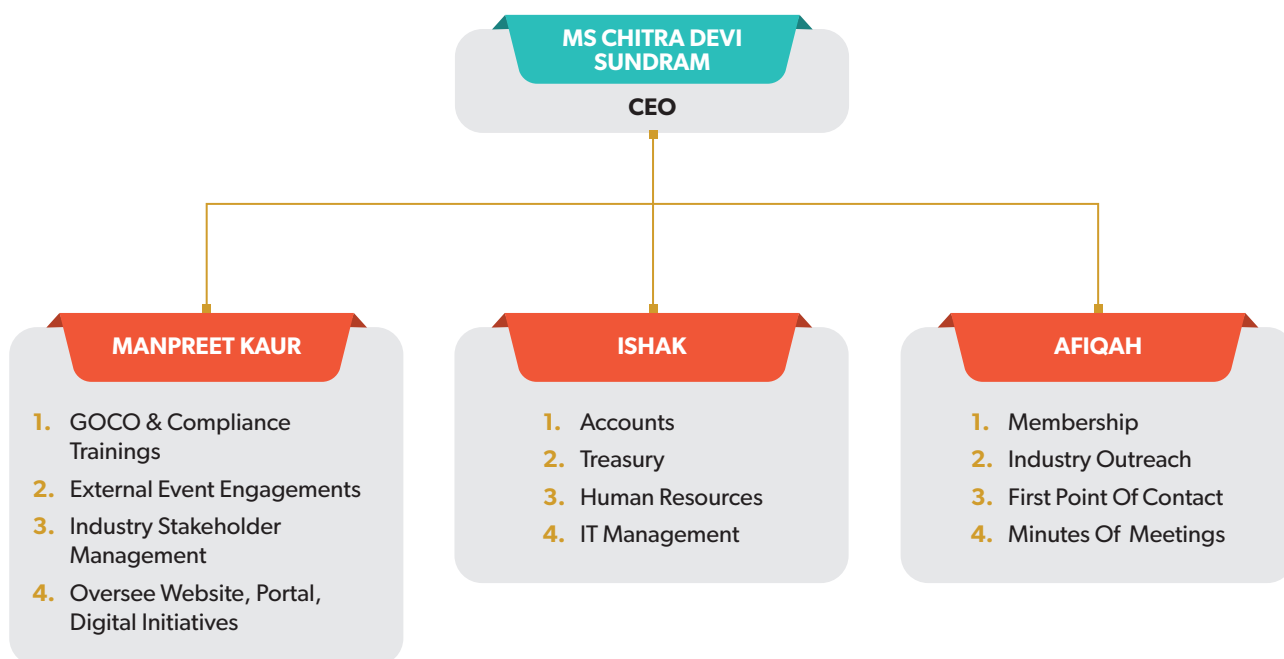 MS CHITRA DEVI
SUNDRAM
CEO
MANPREET KAUR
1. GOCO & Compliance
Trainings
2. External Event Engagements
3. Industry Stakeholder
Management
4. Oversee Website, Portal,
Digital Initiatives
ISHAK
1. Accounts
2. Treasury
3. Human Resources
4. IT Management
AFIQAH
1. Membership
2. Industry Outreach
3. First Point Of Contact
4. Minutes Of Meetings